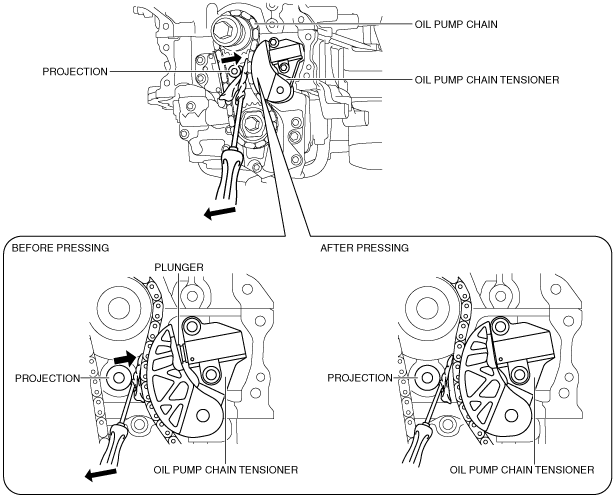 OIL PUMP CHAIN
PROJECTION
OIL PUMP CHAIN TENSIONER
BEFORE PRESSING
AFTER PRESSING
PLUNGER
PROJECTION
PROJECTION
OIL PUMP CHAIN TENSIONER
OIL PUMP CHAIN TENSIONER